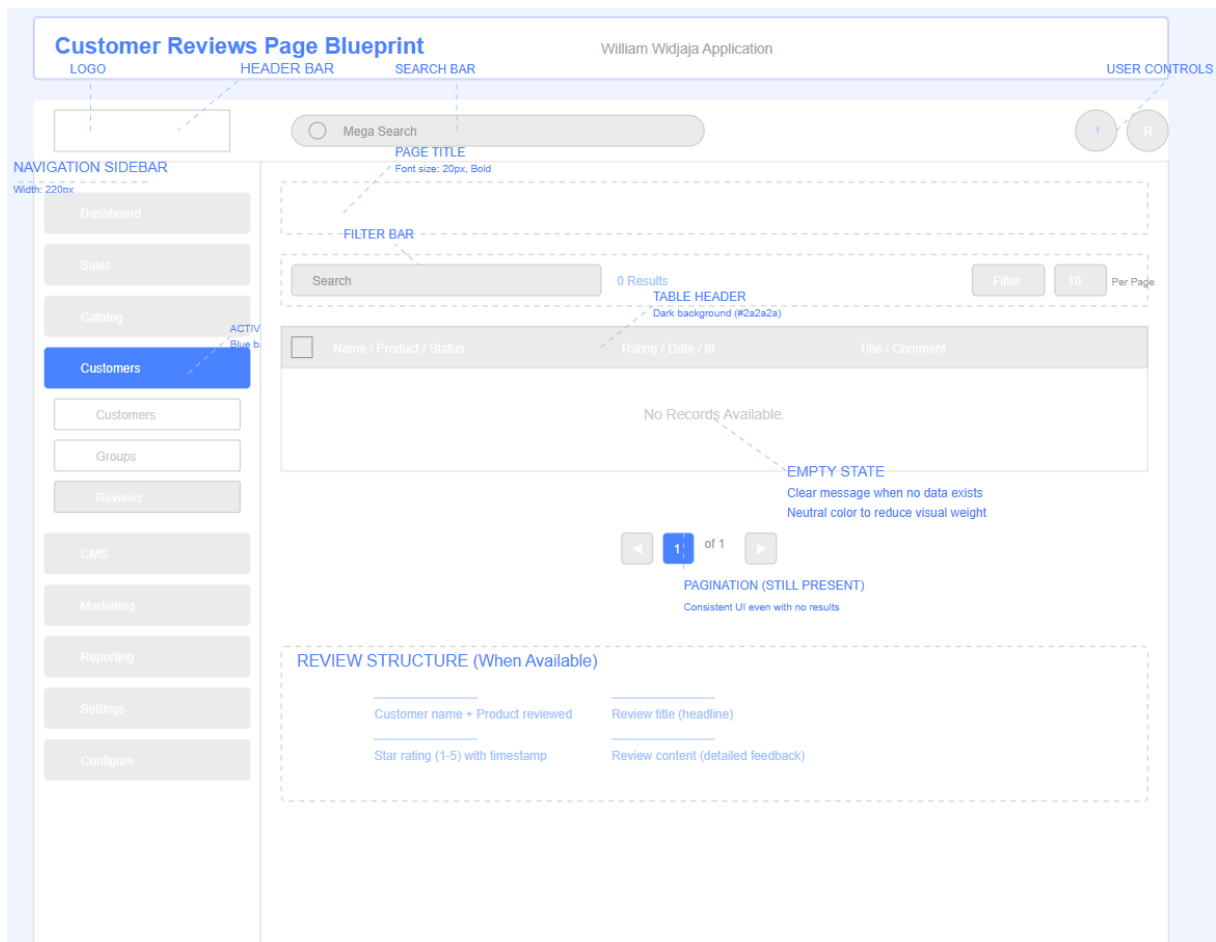 Customer Reviews Page Blueprint
William Widjaja Application
LOGO
HEADER BAR
SEARCH BAR
USER CONTROLS
Mega Search
1
R
NAVIGATION SIDEBAR
Width: 220px
PAGE TITLE
Font size: 20px, Bold
Dashboard
Sales
Catalog
ACTIV
Blue b
Customers
Customers
Groups
Reviews
CMS
Marketing
Reporting
Settings
Configure
FILTER BAR
Search
0 Results
Filter
10
Per Page
TABLE HEADER
Dark background (#2a2a2a)
Name / Product / Status
Rating / Date / Id
Title / Comment
No Records Available.
EMPTY STATE
Clear message when no data exists
Neutral color to reduce visual weight
◀
1
of 1
▶
PAGINATION (STILL PRESENT)
Consistent UI even with no results
REVIEW STRUCTURE (When Available)
Customer name + Product reviewed
Review title (headline)
Star rating (1-5) with timestamp
Review content (detailed feedback)